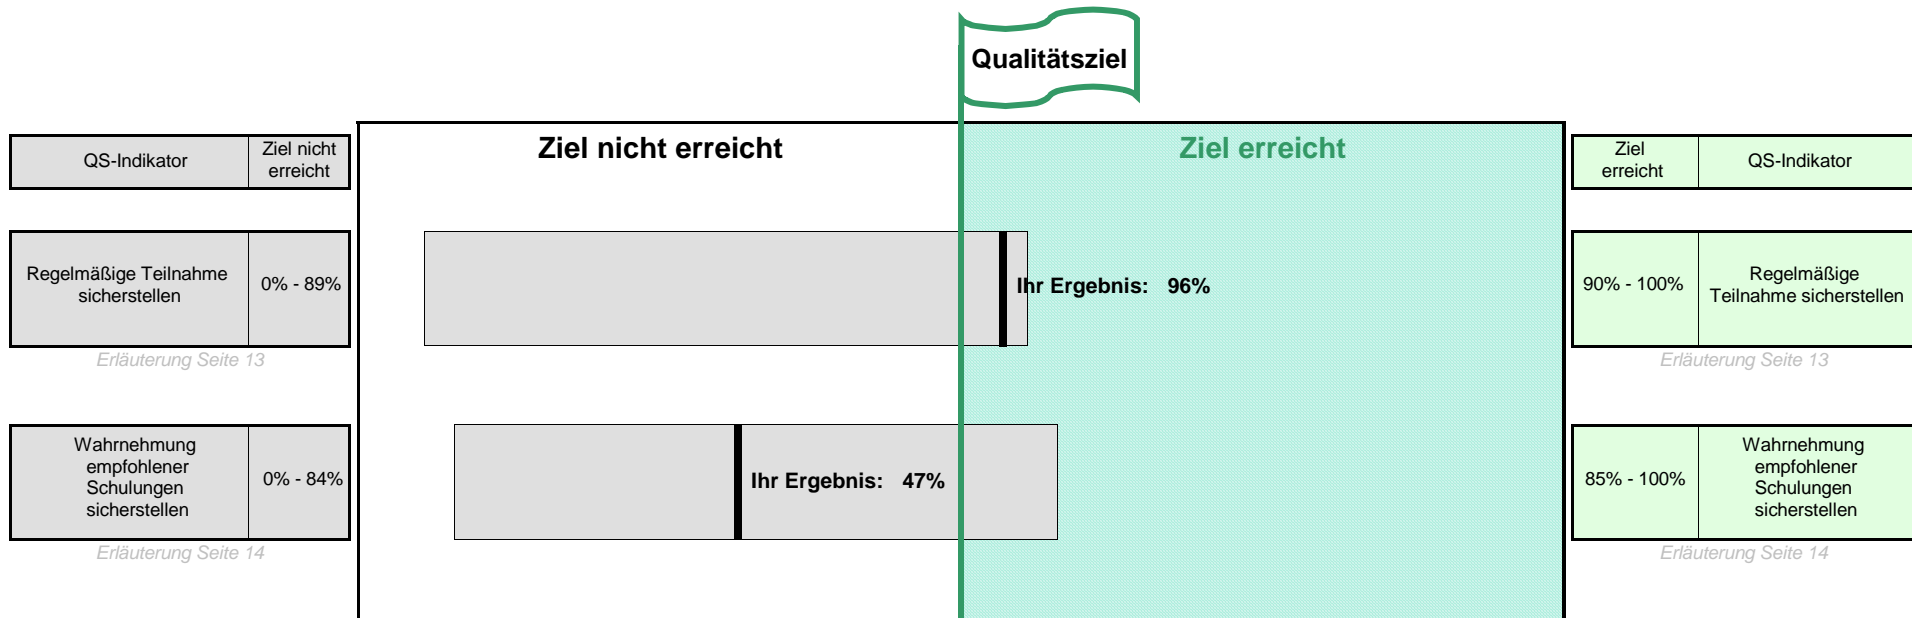 Qualitätsziel
Ziel nicht erreicht
Ziel erreicht
QS-Indikator
Ziel nicht
erreicht
Ziel
erreicht
QS-Indikator
Regelmäßige Teilnahme
sicherstellen
0% - 89%
Ihr Ergebnis: 96%
90% - 100%
Regelmäßige
Teilnahme sicherstellen
Erläuterung Seite 13
Erläuterung Seite 13
Wahrnehmung
empfohlener
Schulungen
sicherstellen
0% - 84%
Ihr Ergebnis: 47%
85% - 100%
Wahrnehmung
empfohlener
Schulungen
sicherstellen
Erläuterung Seite 14
Erläuterung Seite 14